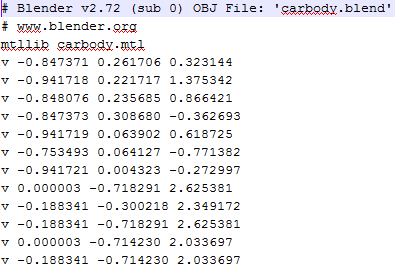 # Blender v2.72 (sub 0) OBJ File: 'carbody.blend'
# www.blender.org
mtllib carbody.mtl
v -0.847371 0.261706 0.323144
v -0.941718 0.221717 1.375342
v -0.848076 0.235685 0.866421
v -0.847373 0.308680 -0.362693
v -0.941719 0.063902 0.618725
v -0.753493 0.064127 -0.771382
v -0.941721 0.004323 -0.272997
v 0.000003 -0.718291 2.625381
v -0.188341 -0.300218 2.349172
v -0.188341 -0.718291 2.625381
v 0.000003 -0.714230 2.033697
v -0.188341 -0.714230 2.033697